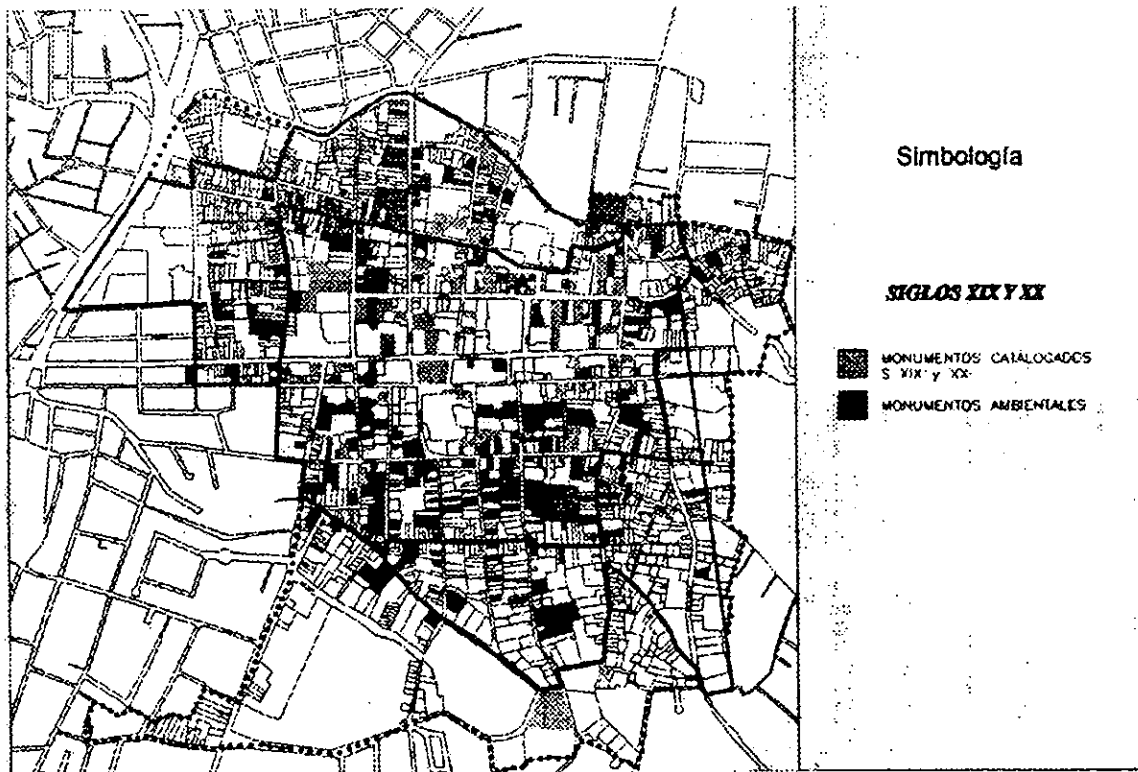 Simbología
SIGLOS XIX Y XX
MONUMENTOS CATALOGADOS
S XIX y XX
MONUMENTOS AMBIENTALES